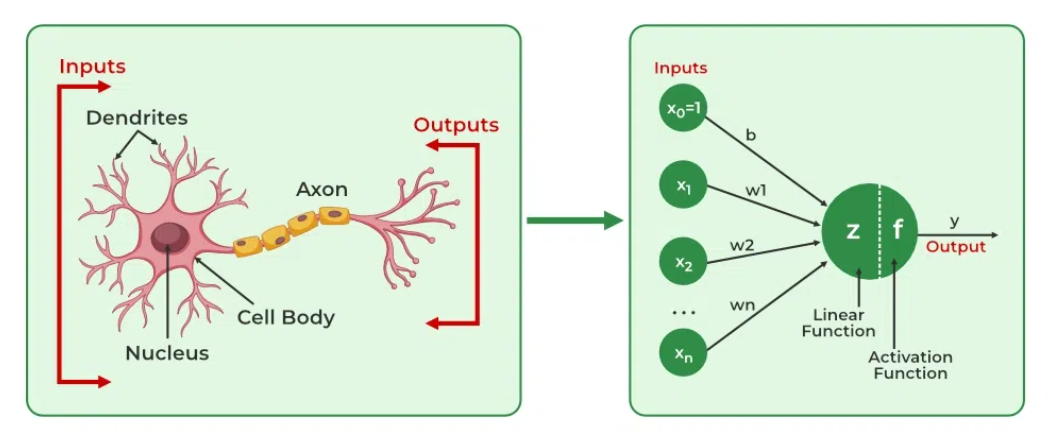 Inputs
Dendrites
Outputs
Axon
Cell Body
Nucleus
Inputs
x0=1
b
x1
w1
x2
w2
...
wn
xn
z
f
y
Output
Linear
Function
Activation
Function